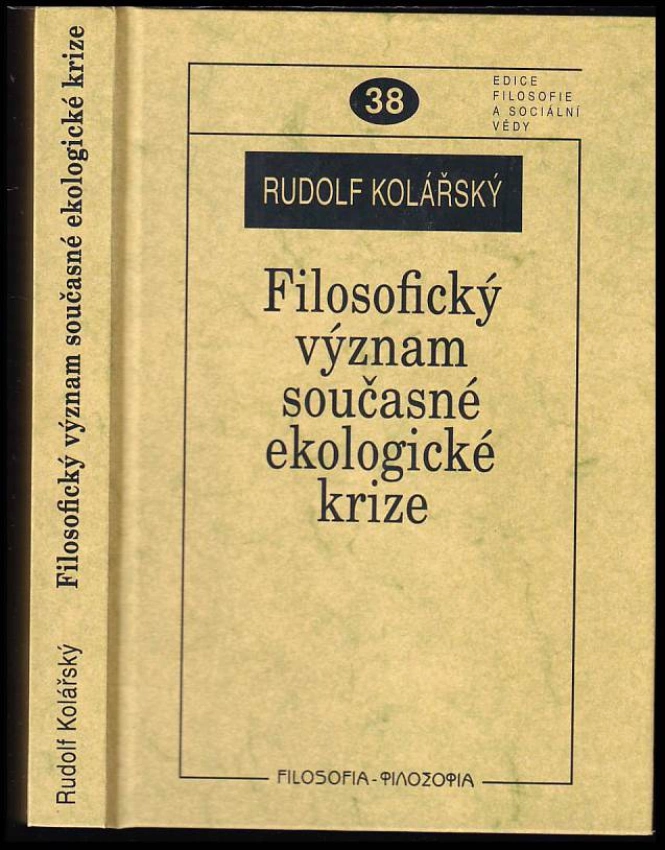 Rudolf Kolářský Filosofický význam současné ekologické krize
38
EDICE
FILOSOFIE
A SOCIÁLNÍ
VĚDY
RUDOLF KOLÁŘSKÝ
Filosofický
význam
současné
ekologické
krize
FILOSOFIA - ΦΙΛΟΣΟΦΙΑ